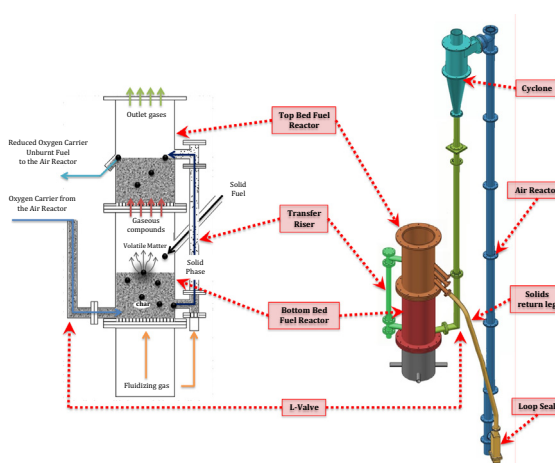 Outlet gases
Reduced Oxygen Carrier
Unburnt Fuel
to the Air Reactor
Oxygen Carrier from
the Air Reactor
Gaseous
compounds
Volatile Matter
Solid
Fuel
Solid
Phase
char
Fluidizing gas
Top Bed Fuel
Reactor
Transfer
Riser
Bottom Bed
Fuel Reactor
L-Valve
Cyclone
Air Reacto
Solids
return leg
Loop Seal